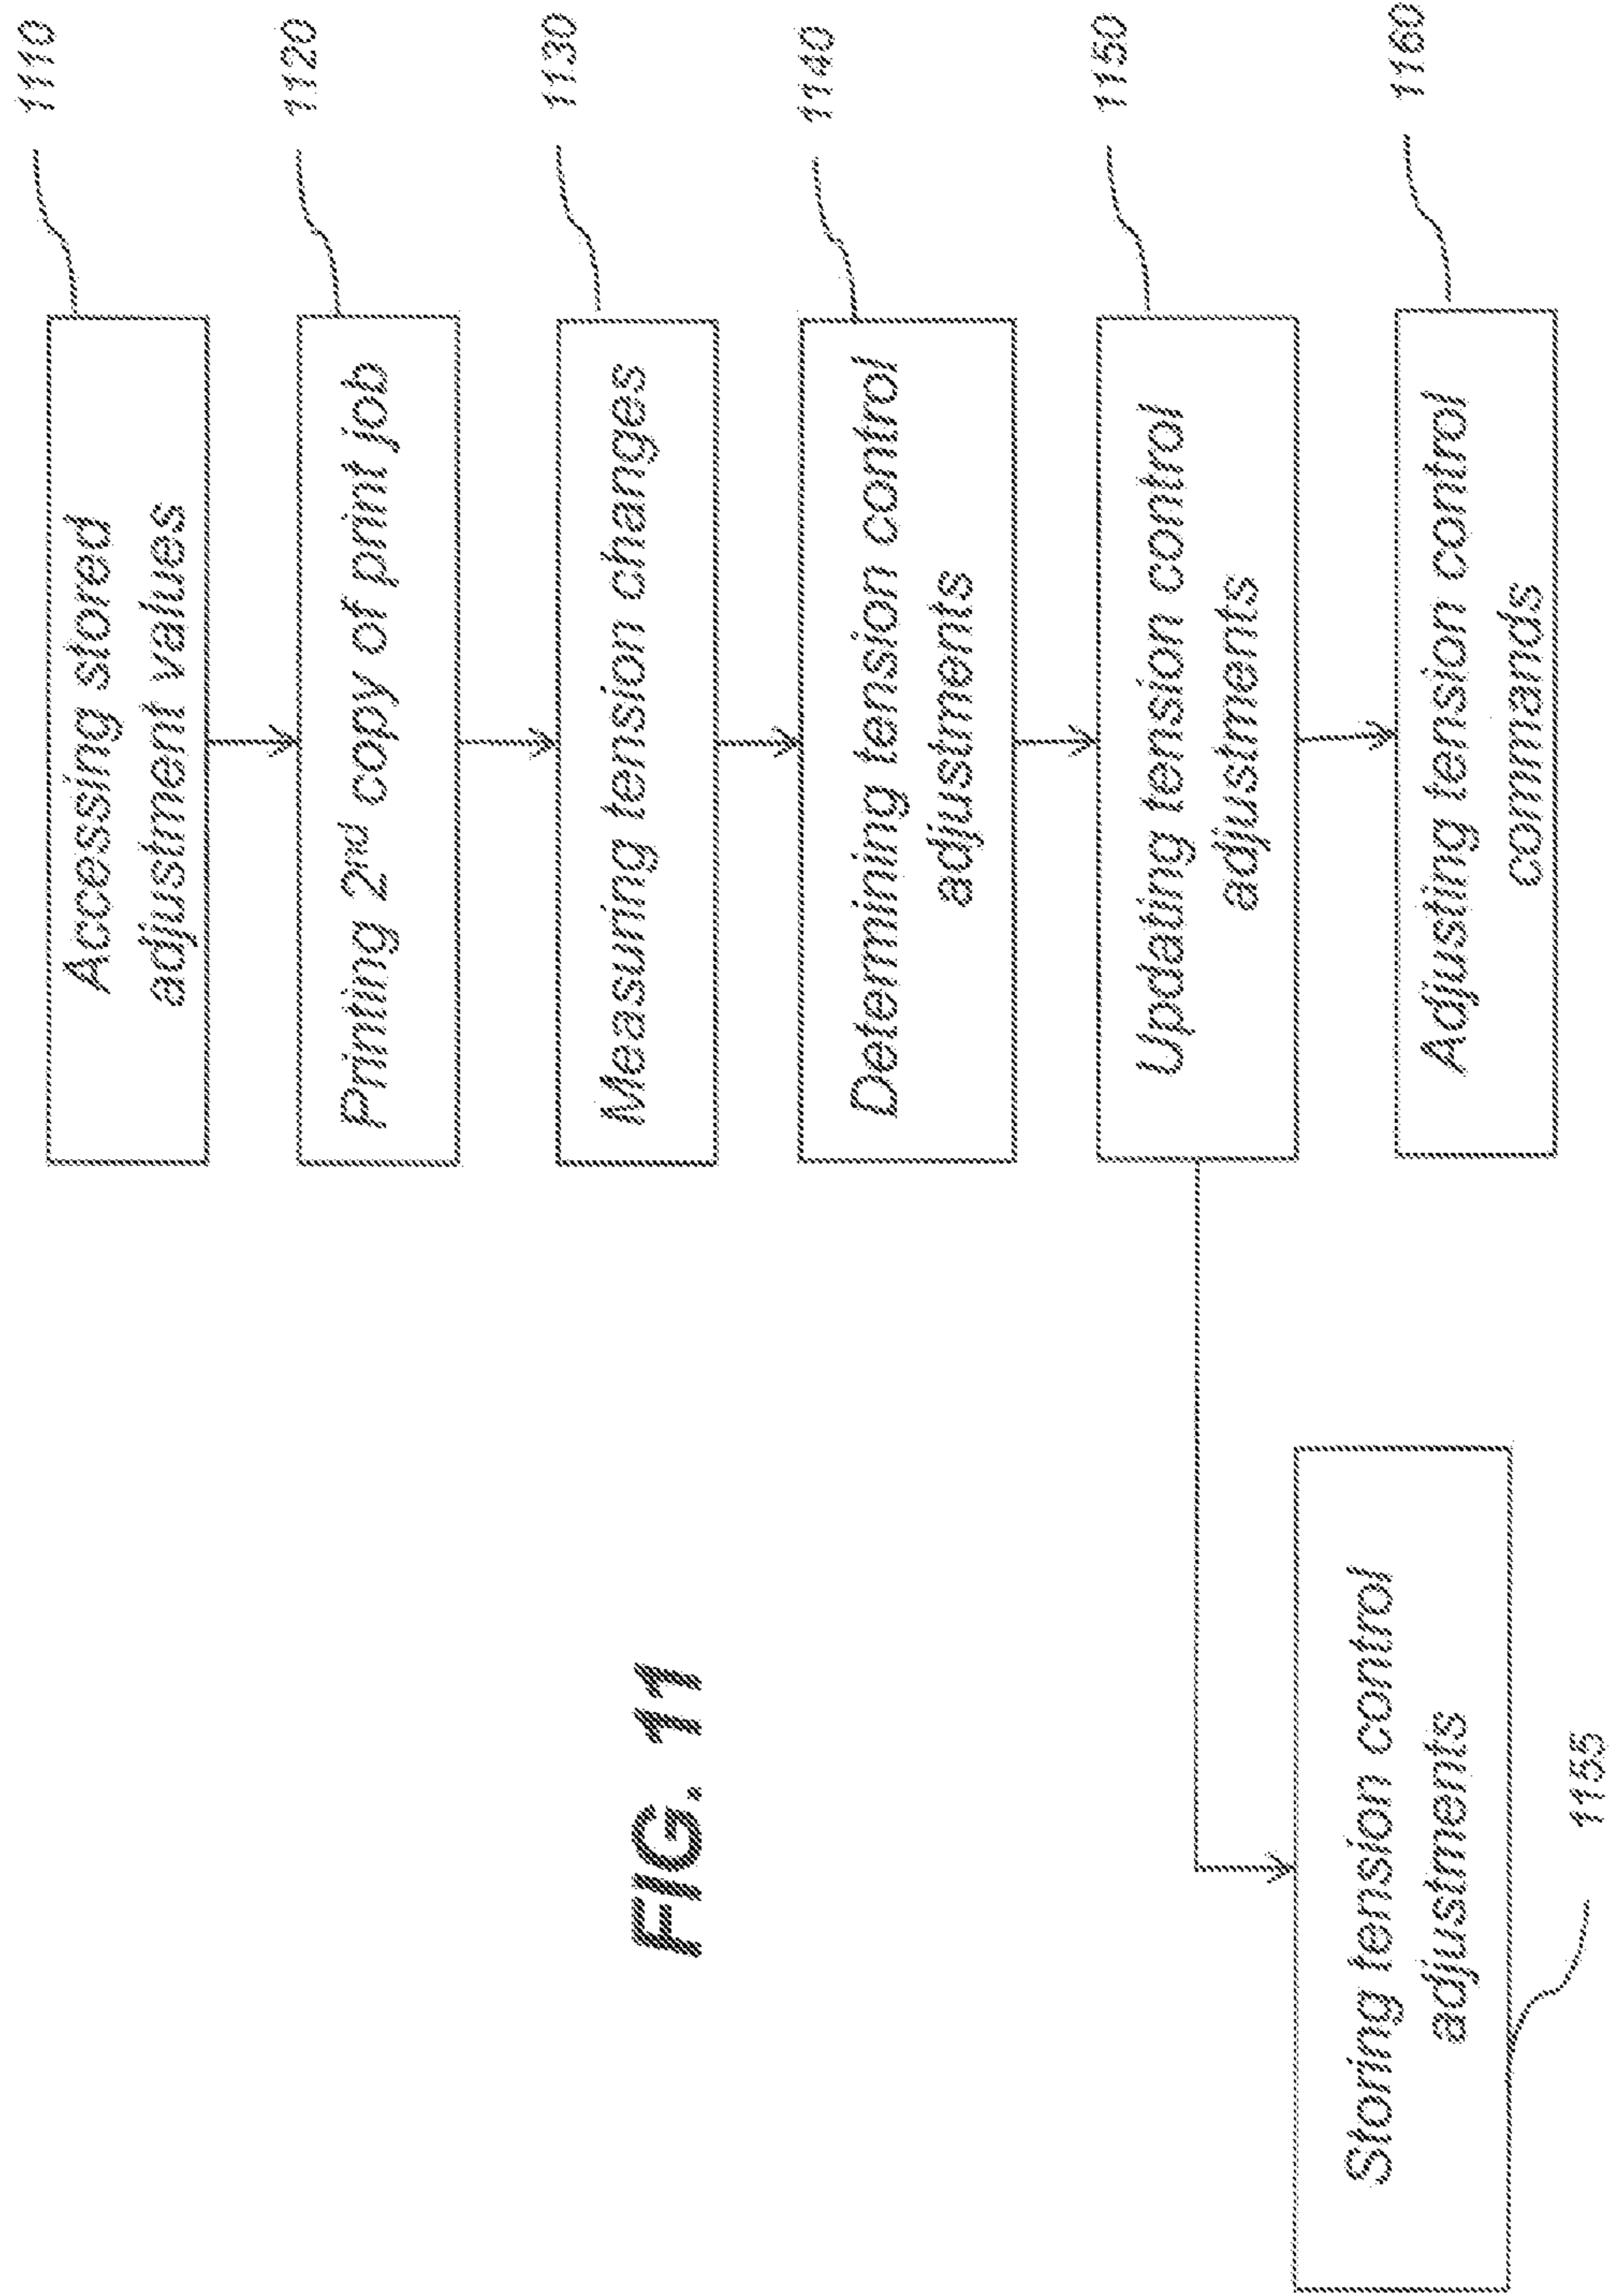 1110
Accessing stored
adjustment values
1120
Printing 2nd copy of print job
1130
Measuring tension changes
1140
Determining tension control
adjustments
1150
Updating tension control
adjustments
1160
Adjusting tension control
commands
Storing tension control
adjustments
1155
FIG. 11